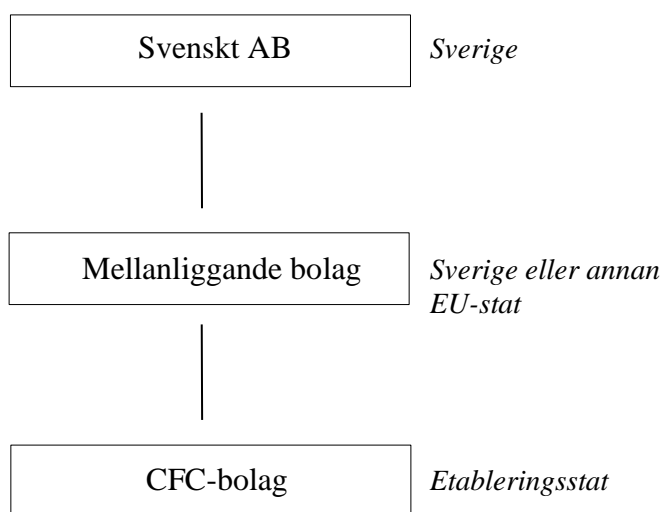 Svenskt AB
Sverige
Mellanliggande bolag
Sverige eller annan
EU-stat
CFC-bolag
Etableringsstat